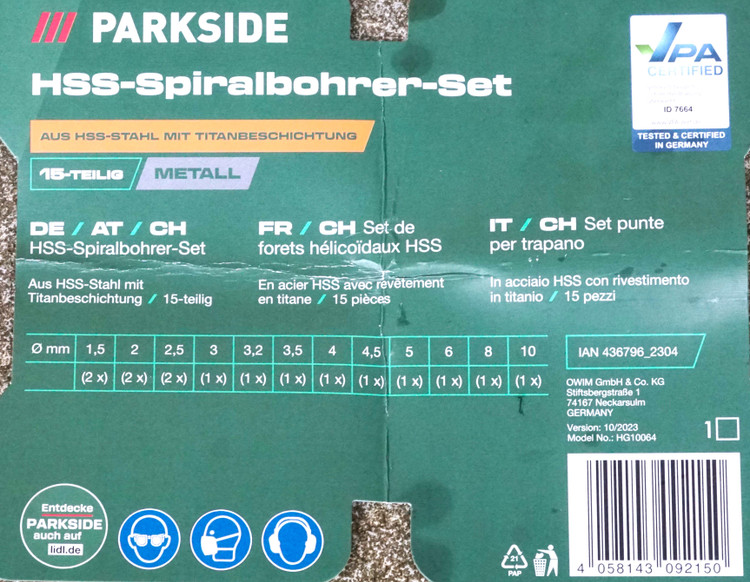 PARKSIDE
HSS-Spiralbohrer-Set
AUS HSS-STAHL MIT TITANBESCHICHTUNG
15-TEILIG
METALL
VPA
CERTIFIED
ID 7664
TESTED & CERTIFIED
IN GERMANY
DE / AT / CH
HSS-Spiralbohrer-Set
Aus HSS-Stahl mit
Titanbeschichtung / 15-teilig
FR / CH Set de
forets hélicoïdaux HSS
En acier HSS avec revêtement
en titane / 15 pièces
IT / CH Set punte
per trapano
In acciaio HSS con rivestimento
in titanio / 15 pezzi
Ø mm 1,5 2 2,5 3 3,2 3,5 4 4,5 5 6 8 10
(2 x) (2 x) (2 x) (1 x) (1 x) (1 x) (1 x) (1 x) (1 x) (1 x) (1 x) (1 x)
IAN 436796_2304
OWIM GmbH & Co. KG
Stiftsbergstraße 1
74167 Neckarsulm
GERMANY
Version: 10/2023
Model No.: HG10064
1
Entdecke
PARKSIDE
auch auf
lidl.de
21
PAP
4 058143 092150